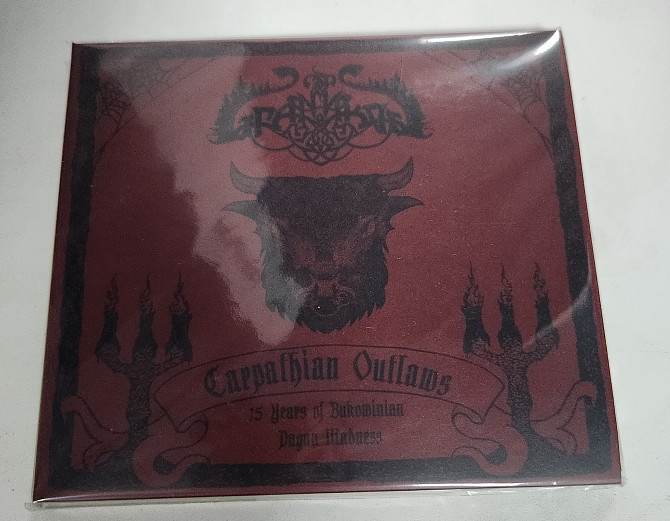 Carpathian Outlaws
15 Years of Bukowinian
Pagan Madness